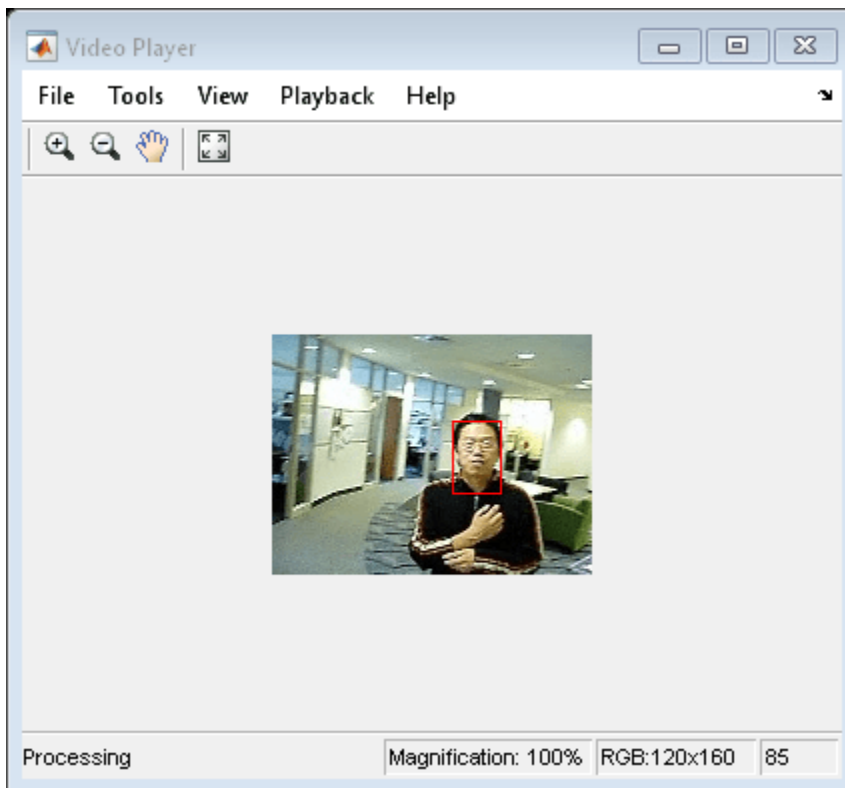 Video Player
File Tools View Playback Help
Processing Magnification: 100% RGB:120x160 85